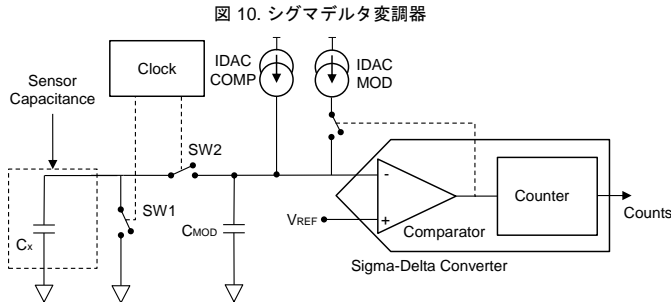 図 10. シグマデルタ変調器
Clock
IDAC
COMP
IDAC
MOD
Sensor
Capacitance
SW2
SW1
CX
CMOD
VREF
-
+
Comparator
Counter
Counts
Sigma-Delta Converter